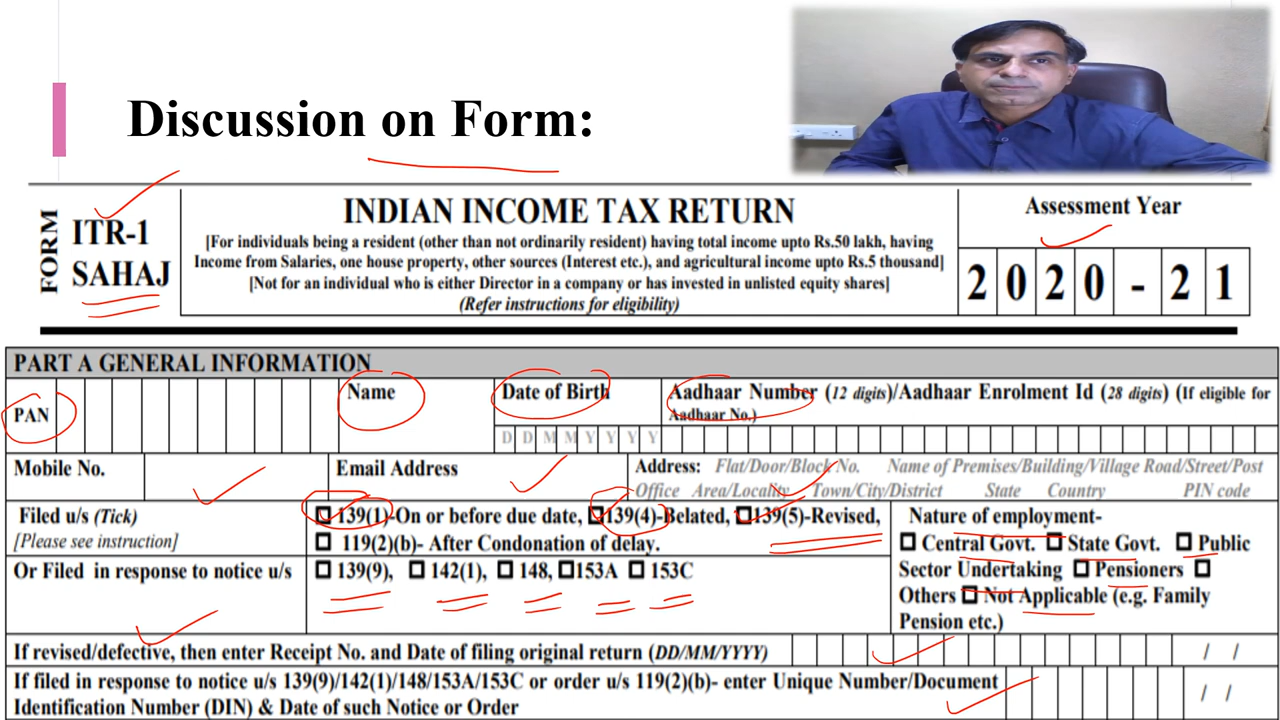 Discussion on Form:
FORM
ITR-1
SAHAJ
INDIAN INCOME TAX RETURN
[For individuals being a resident (other than not ordinarily resident) having total income upto Rs.50 lakh, having
Income from Salaries, one house property, other sources (Interest etc.), and agricultural income upto Rs.5 thousand]
[Not for an individual who is either Director in a company or has invested in unlisted equity shares]
(Refer instructions for eligibility)
Assessment Year
2020-21
PART A GENERAL INFORMATION
PAN
Name
Date of Birth
D D M M Y Y Y Y
Aadhaar Number (12 digits)/Aadhaar Enrolment Id (28 digits) (If eligible for
Aadhaar No.)
Mobile No.
Email Address
Address: Flat/Door/Block No. Name of Premises/Building/Village Road/Street/Post
Office Area/Locality Town/City/District State Country PIN code
Filed u/s (Tick)
[Please see instruction]
139(1)-On or before due date, 139(4)-Belated, 139(5)-Revised,
119(2)(b)- After Condonation of delay.
Or Filed in response to notice u/s
139(9), 142(1), 148, 153A 153C
Nature of employment-
Central Govt. State Govt. Public
Sector Undertaking Pensioners
Others Not Applicable (e.g. Family
Pension etc.)
If revised/defective, then enter Receipt No. and Date of filing original return (DD/MM/YYYY)
/ /
If filed in response to notice u/s 139(9)/142(1)/148/153A/153C or order u/s 119(2)(b)- enter Unique Number/Document
Identification Number (DIN) & Date of such Notice or Order
/ /